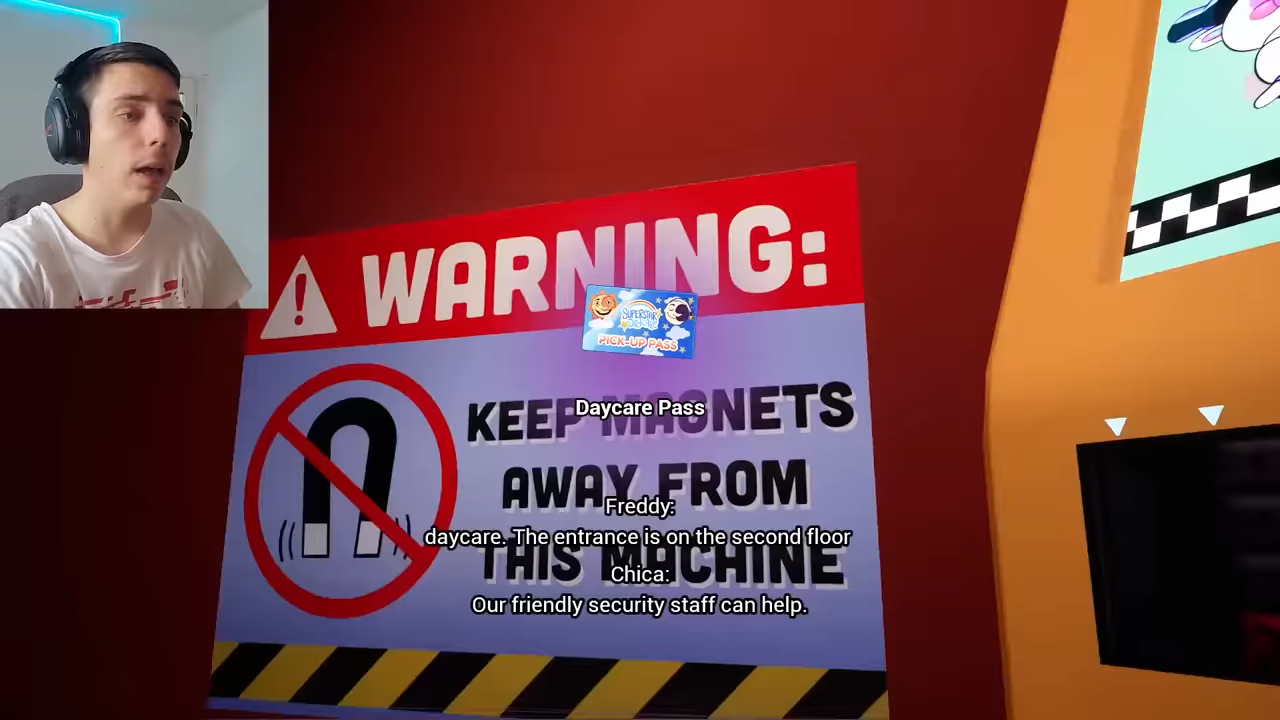 WARNING:
SUPERSTAR
DAYCARE
PICK-UP PASS
Daycare Pass
KEEP MAGNETS
AWAY FROM
THIS MACHINE
Freddy:
daycare. The entrance is on the second floor
Chica:
Our friendly security staff can help.